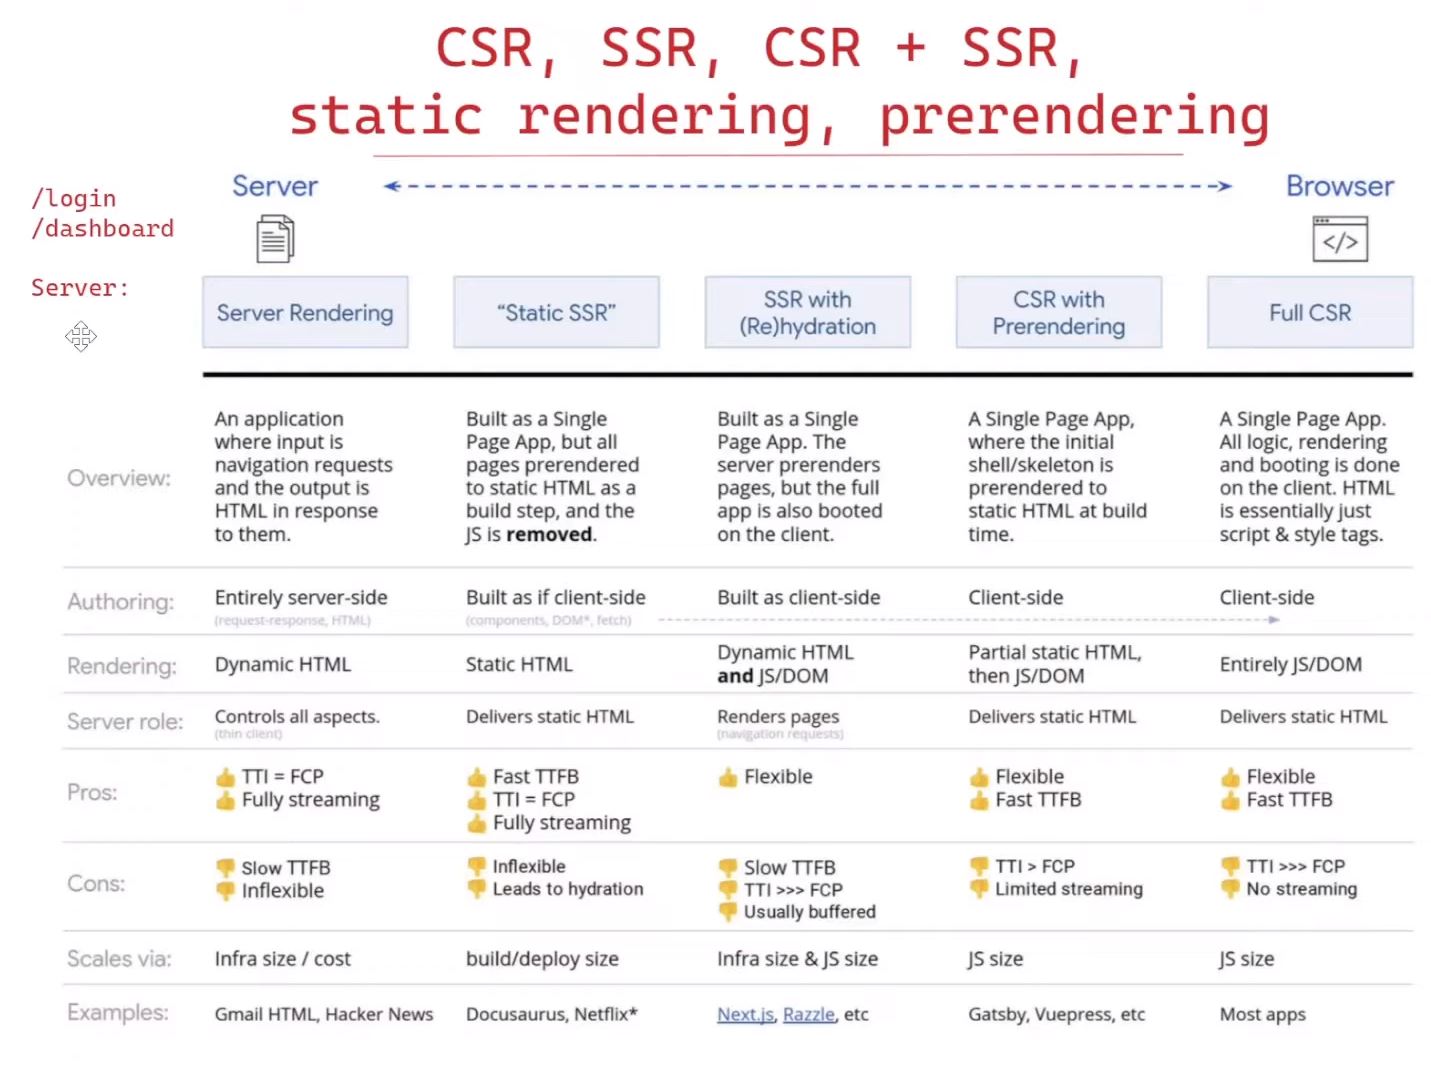 CSR, SSR, CSR + SSR,
static rendering, prerendering
/login
/dashboard
Server:
Server
Browser
</>
Server Rendering
“Static SSR”
SSR with
(Re)hydration
CSR with
Prerendering
Full CSR
Overview:
An application
where input is
navigation requests
and the output is
HTML in response
to them.
Built as a Single
Page App, but all
pages prerendered
to static HTML as a
build step, and the
JS is removed.
Built as a Single
Page App. The
server prerenders
pages, but the full
app is also booted
on the client.
A Single Page App,
where the initial
shell/skeleton is
prerendered to
static HTML at build
time.
A Single Page App.
All logic, rendering
and booting is done
on the client. HTML
is essentially just
script & style tags.
Authoring:
Entirely server-side
(request-response, HTML)
Built as if client-side
(components, DOM*, fetch)
Built as client-side
Client-side
Client-side
Rendering:
Dynamic HTML
Static HTML
Dynamic HTML
and JS/DOM
Partial static HTML,
then JS/DOM
Entirely JS/DOM
Server role:
Controls all aspects.
(thin client)
Delivers static HTML
Renders pages
(navigation requests)
Delivers static HTML
Delivers static HTML
Pros:
👍 TTI = FCP
👍 Fully streaming
👍 Fast TTFB
👍 TTI = FCP
👍 Fully streaming
👍 Flexible
👍 Flexible
👍 Fast TTFB
👍 Flexible
👍 Fast TTFB
Cons:
👎 Slow TTFB
👎 Inflexible
👎 Inflexible
👎 Leads to hydration
👎 Slow TTFB
👎 TTI >>> FCP
👎 Usually buffered
👎 TTI > FCP
👎 Limited streaming
👎 TTI >>> FCP
👎 No streaming
Scales via:
Infra size / cost
build/deploy size
Infra size & JS size
JS size
JS size
Examples:
Gmail HTML, Hacker News
Docusaurus, Netflix*
Next.js, Razzle, etc
Gatsby, Vuepress, etc
Most apps